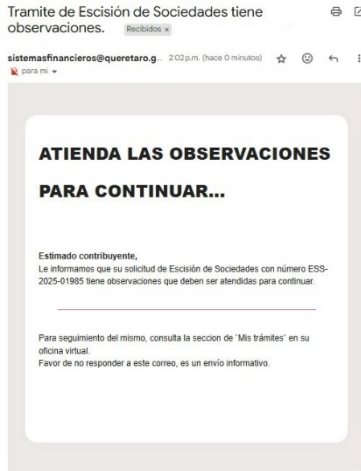 Tramite de Escisión de Sociedades tiene
observaciones. Recibidos x
sistemasfinancieros@queretaro.g... 2:02 p.m. (hace 0 minutos)
para mi
ATIENDA LAS OBSERVACIONES
PARA CONTINUAR...
Estimado contribuyente,
Le informamos que su solicitud de Escisión de Sociedades con número ESS-
2025-01985 tiene observaciones que deben ser atendidas para continuar.
Para seguimiento del mismo, consulta la seccion de `Mis trámites` en su
oficina virtual.
Favor de no responder a este correo, es un envío informativo.